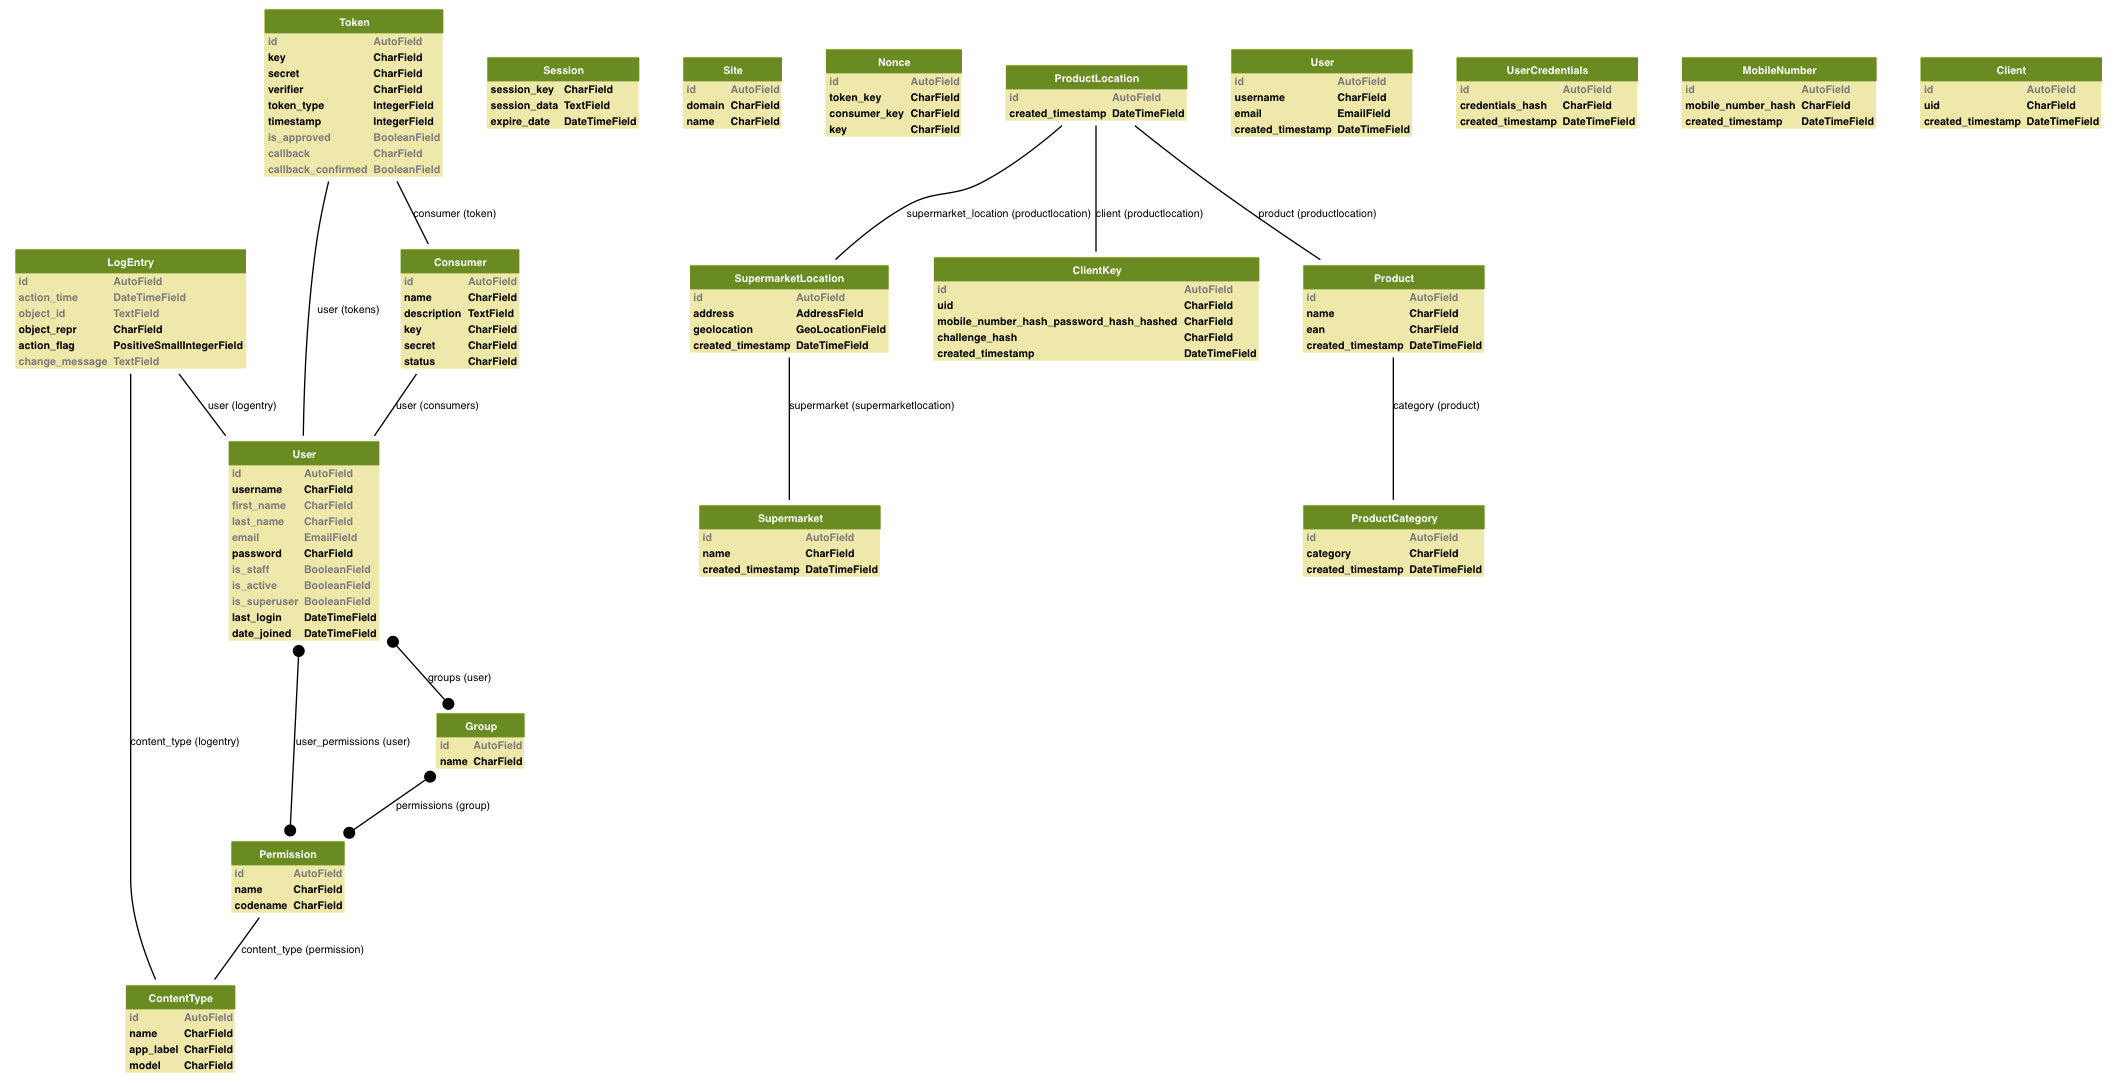 Token
id AutoField
key CharField
secret CharField
verifier CharField
token_type IntegerField
timestamp IntegerField
is_approved BooleanField
callback CharField
callback_confirmed BooleanField
Session
session_key CharField
session_data TextField
expire_date DateTimeField
Site
id AutoField
domain CharField
name CharField
Nonce
id AutoField
token_key CharField
consumer_key CharField
key CharField
ProductLocation
id AutoField
created_timestamp DateTimeField
User
id AutoField
username CharField
email EmailField
created_timestamp DateTimeField
UserCredentials
id AutoField
credentials_hash CharField
created_timestamp DateTimeField
MobileNumber
id AutoField
mobile_number_hash CharField
created_timestamp DateTimeField
Client
id AutoField
uid CharField
created_timestamp DateTimeField
consumer (token)
supermarket_location (productlocation)
client (productlocation)
product (productlocation)
LogEntry
id AutoField
action_time DateTimeField
object_id TextField
object_repr CharField
action_flag PositiveSmallIntegerField
change_message TextField
user (tokens)
Consumer
id AutoField
name CharField
description TextField
key CharField
secret CharField
status CharField
SupermarketLocation
id AutoField
address AddressField
geolocation GeoLocationField
created_timestamp DateTimeField
ClientKey
id AutoField
uid CharField
mobile_number_hash_password_hash_hashed CharField
challenge_hash CharField
created_timestamp DateTimeField
Product
id AutoField
name CharField
ean CharField
created_timestamp DateTimeField
user (logentry)
user (consumers)
supermarket (supermarketlocation)
category (product)
User
id AutoField
username CharField
first_name CharField
last_name CharField
email EmailField
password CharField
is_staff BooleanField
is_active BooleanField
is_superuser BooleanField
last_login DateTimeField
date_joined DateTimeField
Supermarket
id AutoField
name CharField
created_timestamp DateTimeField
ProductCategory
id AutoField
category CharField
created_timestamp DateTimeField
groups (user)
Group
id AutoField
name CharField
content_type (logentry)
user_permissions (user)
permissions (group)
Permission
id AutoField
name CharField
codename CharField
content_type (permission)
ContentType
id AutoField
name CharField
app_label CharField
model CharField